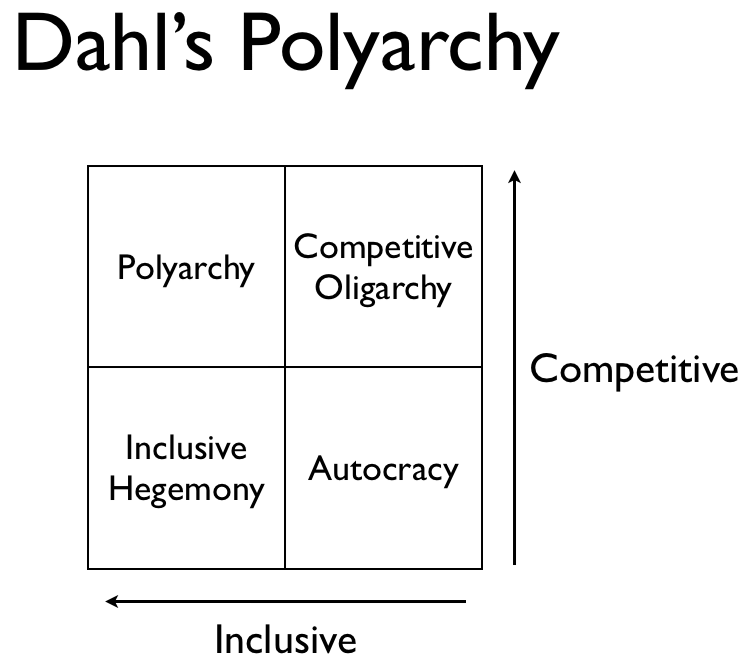 Dahl’s Polyarchy
Polyarchy
Competitive
Oligarchy
Competitive
Inclusive
Hegemony
Autocracy
Inclusive